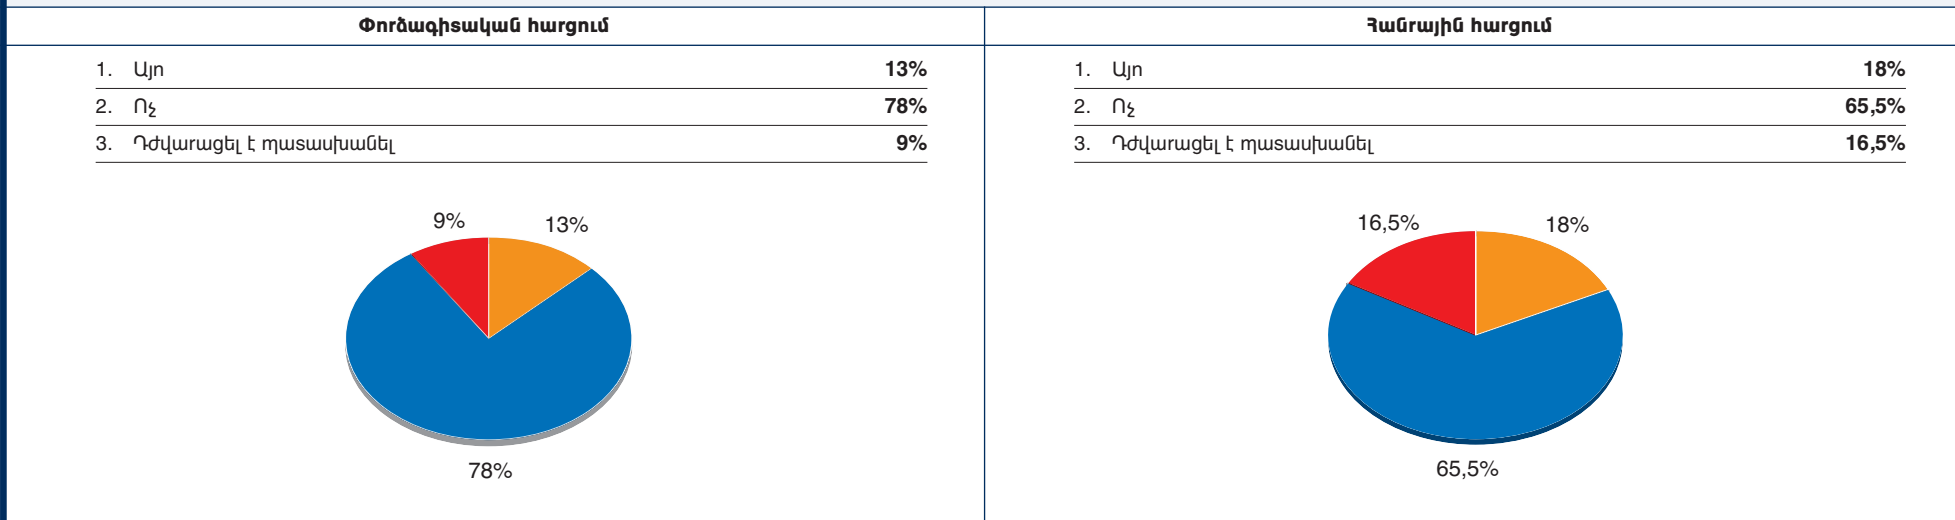 Փորձագիտական հարցում
1. Այո 13%
2. Ոչ 78%
3. Դժվարացել է պատասխանել 9%
9%
13%
78%
Հանրային հարցում
1. Այո 18%
2. Ոչ 65,5%
3. Դժվարացել է պատասխանել 16,5%
16,5%
18%
65,5%